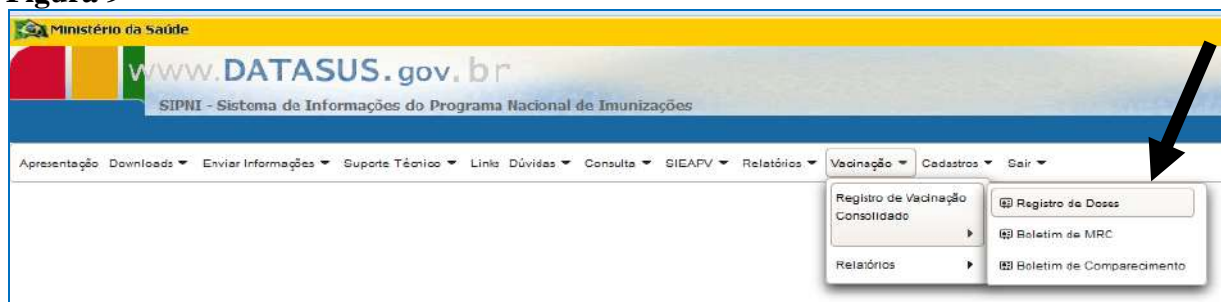 Figura 9
Ministério da Saúde
www.DATASUS.gov.br
SIPNI - Sistema de Informações do Programa Nacional de Imunizações
Apresentação Downloads Enviar Informações Suporte Técnico Links Dúvidas Consulta SIEAPV Relatórios Vacinação Cadastros Sair
Registro de Vacinação
Consolidado
Relatórios
Registro de Doses
Boletim de MRC
Boletim de Comparecimento